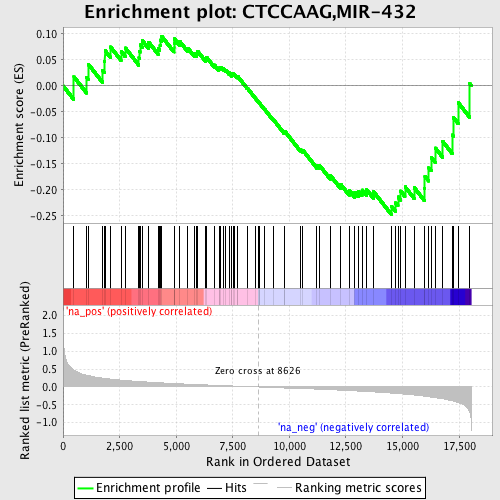 Enrichment plot: CTCCAAG,MIR-432
Enrichment score (ES)
0.10
0.05
0.00
-0.05
-0.10
-0.15
-0.20
-0.25
'na_pos' (positively correlated)
Ranked list metric (PreRanked)
2.0
1.5
1.0
0.5
0.0
-0.5
-1.0
Zero cross at 8626
'na_neg' (negatively correlated)
0 2,500 5,000 7,500 10,000 12,500 15,000 17,500
Rank in Ordered Dataset
Enrichment profile Hits Ranking metric scores